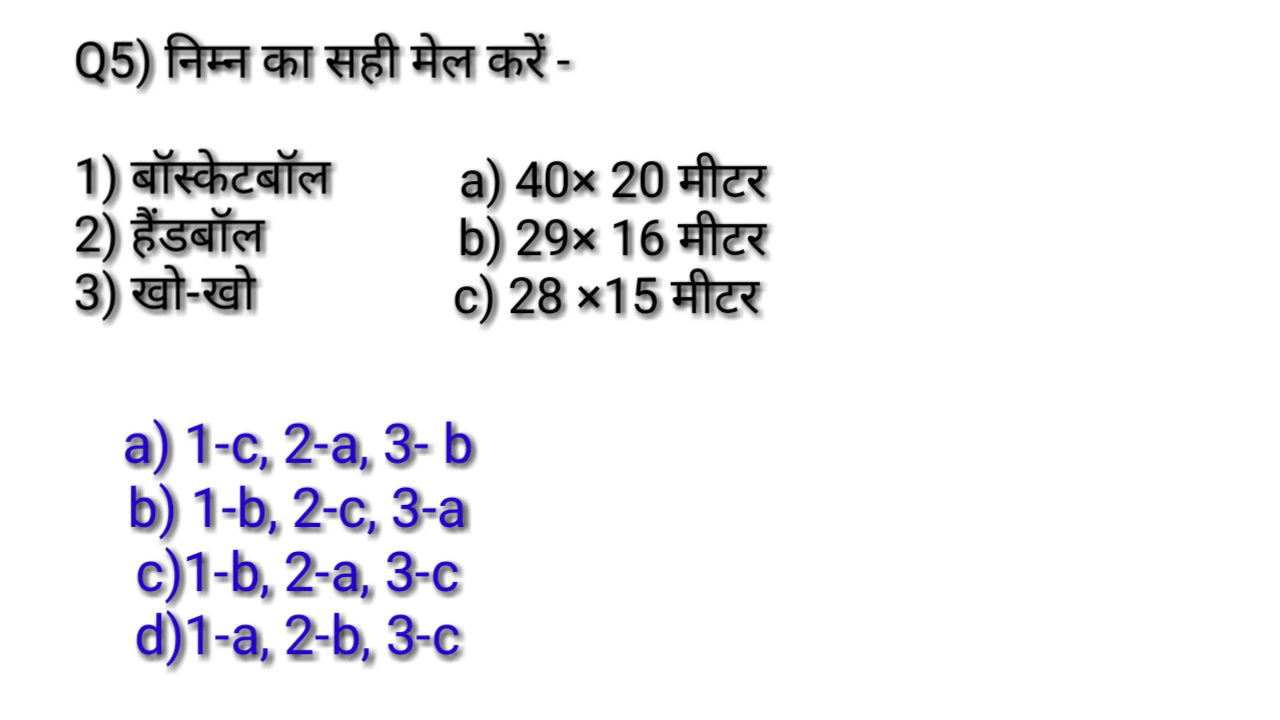 Q5) निम्न का सही मेल करें -
1) बॉस्केटबॉल a) 40× 20 मीटर
2) हैंडबॉल b) 29× 16 मीटर
3) खो-खो c) 28 ×15 मीटर
a) 1-c, 2-a, 3- b
b) 1-b, 2-c, 3-a
c)1-b, 2-a, 3-c
d)1-a, 2-b, 3-c